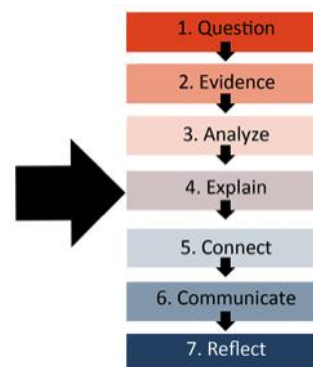 1. Question
2. Evidence
3. Analyze
4. Explain
5. Connect
6. Communicate
7. Reflect